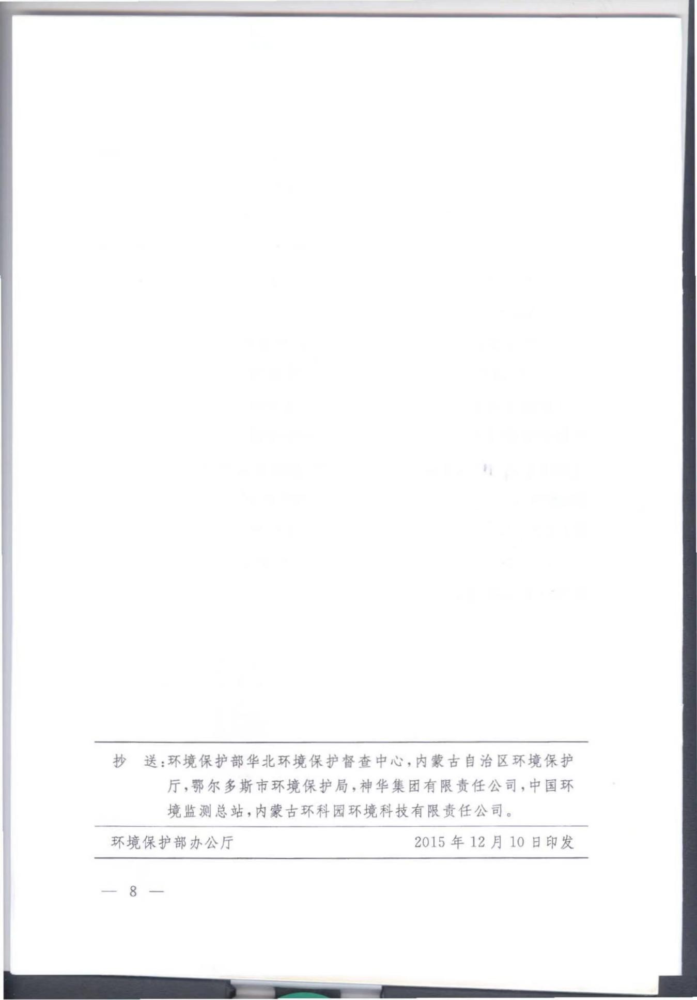 抄　送:环境保护部华北环境保护督查中心,内蒙古自治区环境保护
厅,鄂尔多斯市环境保护局,神华集团有限责任公司,中国环
境监测总站,内蒙古环科园环境科技有限责任公司。
环境保护部办公厅　2015年12月10日印发
— 8 —